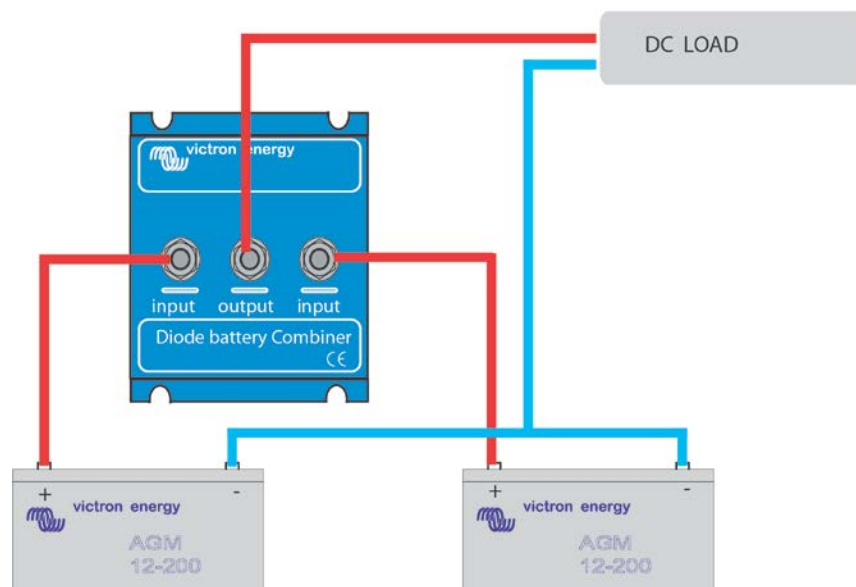 DC LOAD
victron energy
input output input
Diode battery Combiner
CE
+ - + -
victron energy victron energy
AGM AGM
12-200 12-200